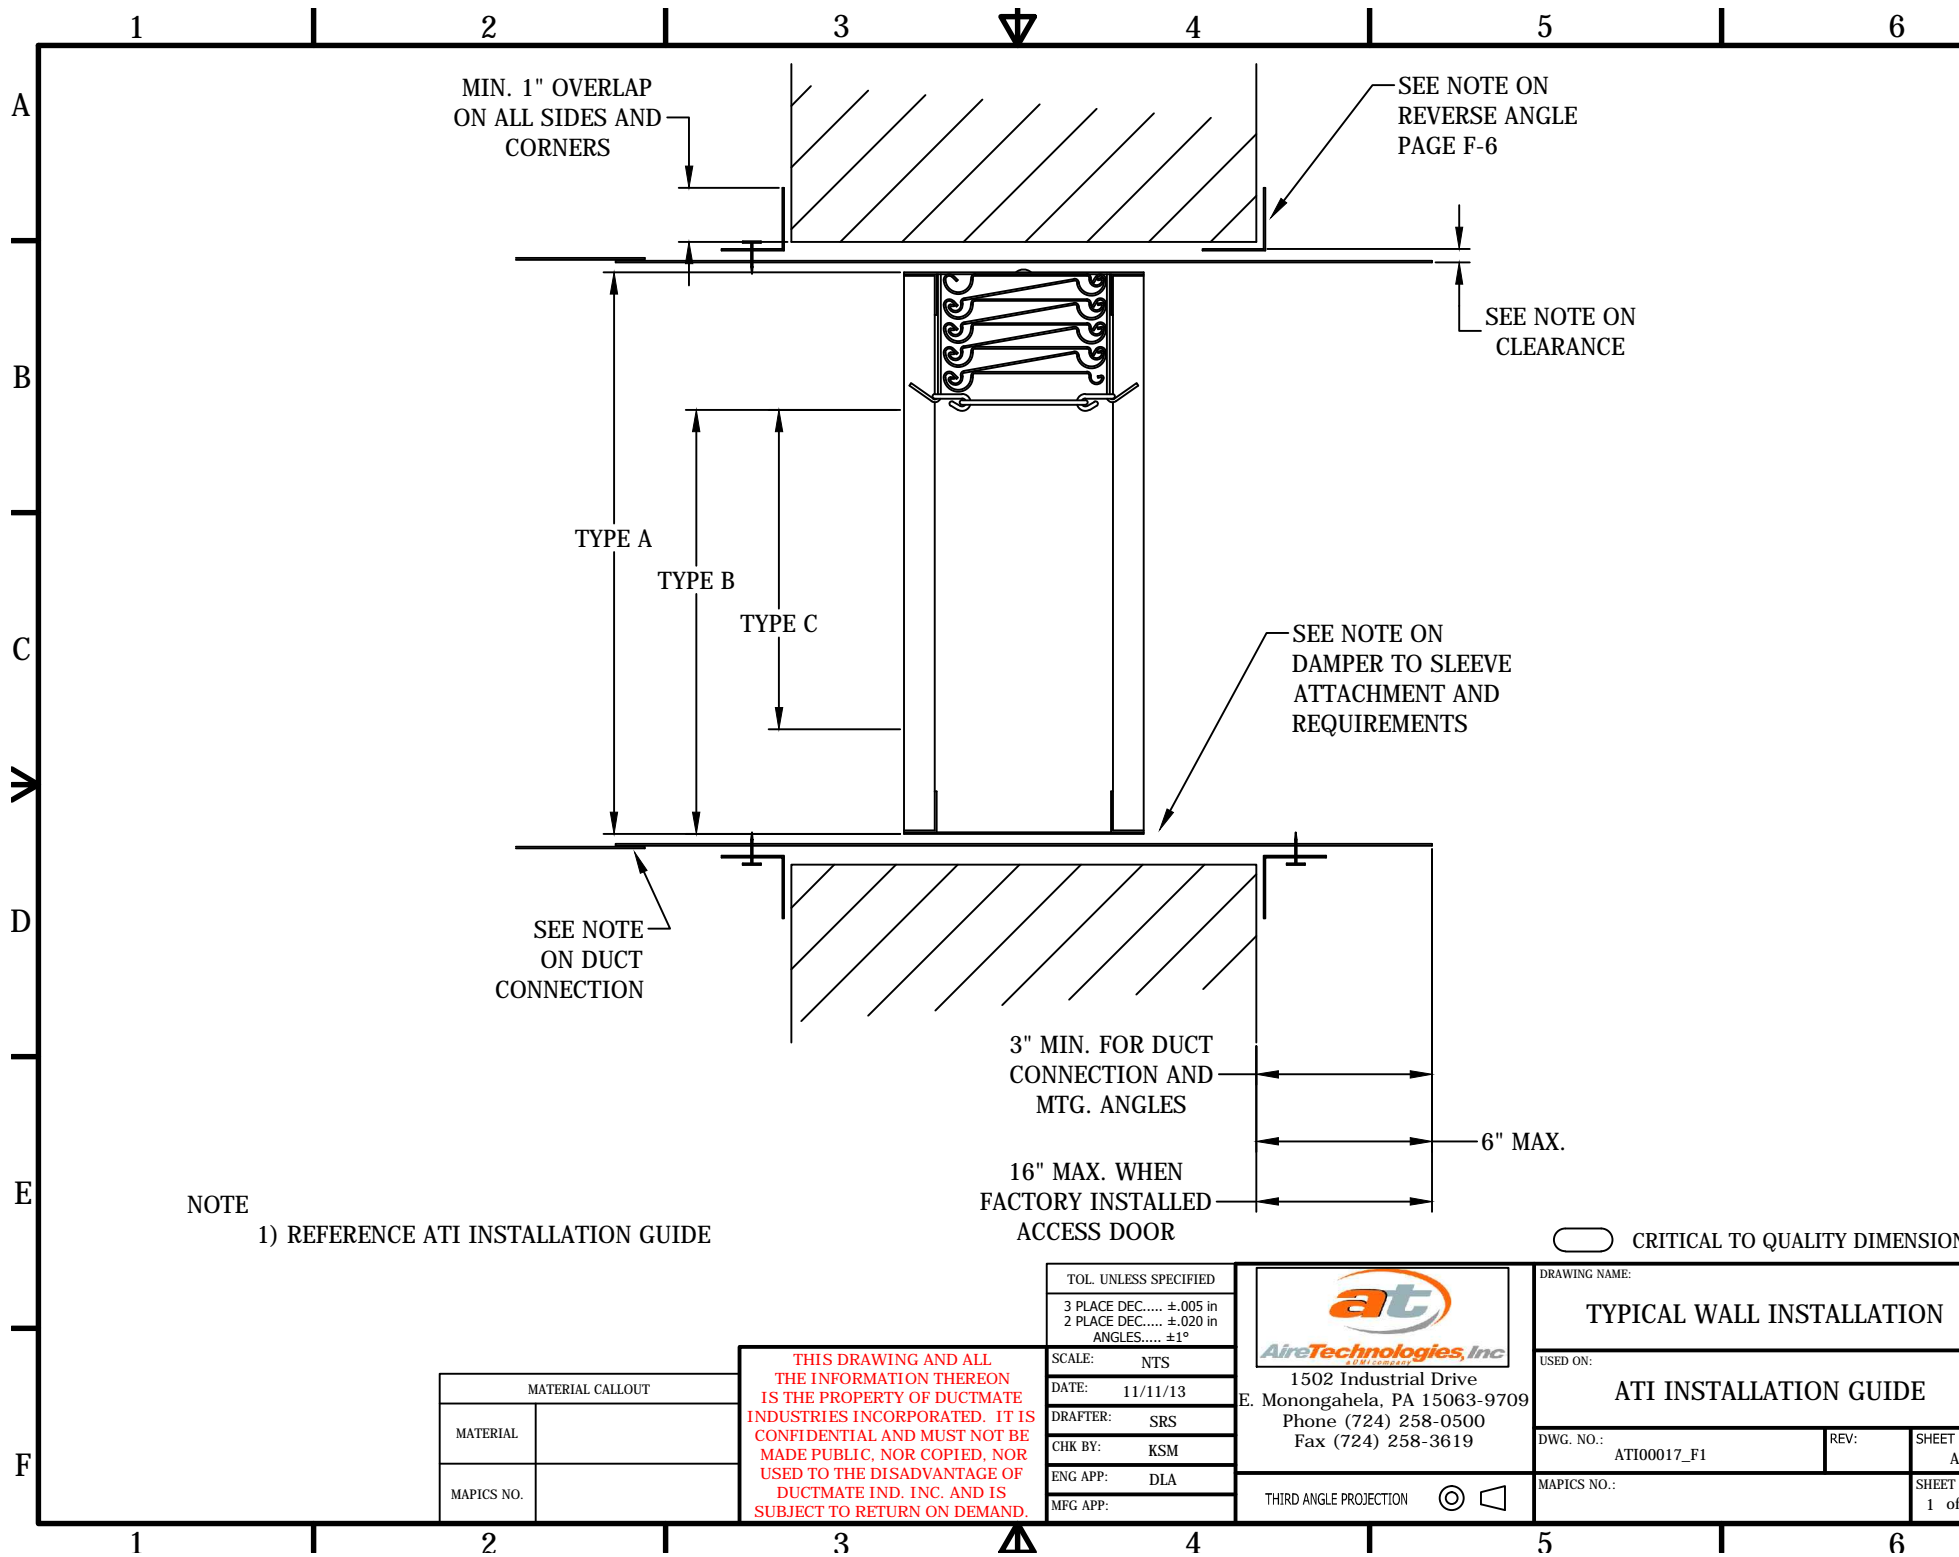 1 2 3 4 5 6
A
B
C
D
E
F
MIN. 1" OVERLAP
ON ALL SIDES AND
CORNERS
SEE NOTE ON
REVERSE ANGLE
PAGE F-6
SEE NOTE ON
CLEARANCE
TYPE A
TYPE B
TYPE C
SEE NOTE ON
DAMPER TO SLEEVE
ATTACHMENT AND
REQUIREMENTS
SEE NOTE
ON DUCT
CONNECTION
3" MIN. FOR DUCT
CONNECTION AND
MTG. ANGLES
6" MAX.
16" MAX. WHEN
FACTORY INSTALLED
ACCESS DOOR
NOTE
1) REFERENCE ATI INSTALLATION GUIDE
CRITICAL TO QUALITY DIMENSION
MATERIAL CALLOUT
MATERIAL
MAPICS NO.
THIS DRAWING AND ALL
THE INFORMATION THEREON
IS THE PROPERTY OF DUCTMATE
INDUSTRIES INCORPORATED. IT IS
CONFIDENTIAL AND MUST NOT BE
MADE PUBLIC, NOR COPIED, NOR
USED TO THE DISADVANTAGE OF
DUCTMATE IND. INC. AND IS
SUBJECT TO RETURN ON DEMAND.
TOL. UNLESS SPECIFIED
3 PLACE DEC..... ±.005 in
2 PLACE DEC..... ±.020 in
ANGLES..... ±1°
SCALE: NTS
DATE: 11/11/13
DRAFTER: SRS
CHK BY: KSM
ENG APP: DLA
MFG APP:
at
AireTechnologies, Inc
a DMI company
1502 Industrial Drive
E. Monongahela, PA 15063-9709
Phone (724) 258-0500
Fax (724) 258-3619
THIRD ANGLE PROJECTION
DRAWING NAME:
TYPICAL WALL INSTALLATION
USED ON:
ATI INSTALLATION GUIDE
DWG. NO.:
ATI00017_F1
REV:
SHEET
A
MAPICS NO.:
SHEET
1 of
1 2 3 4 5 6